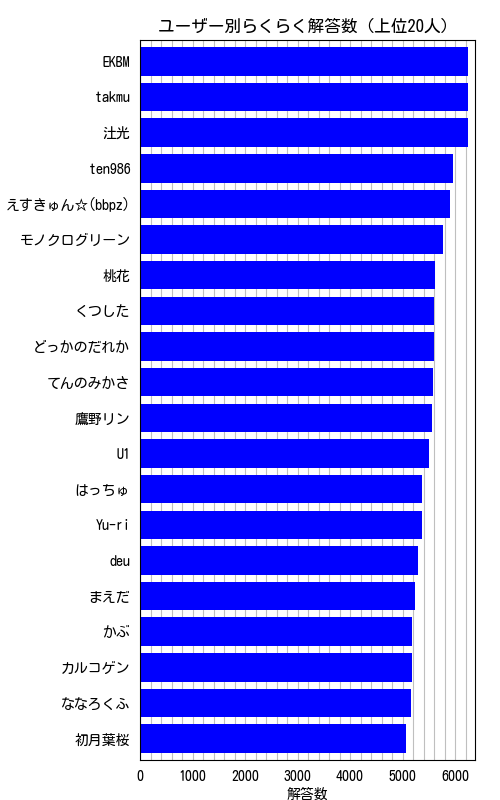 ユーザー別らくらく解答数（上位20人）
EKBM
takmu
汢光
ten986
えすきゅん☆(bbpz)
モノクログリーン
桃花
くつした
どっかのだれか
てんのみかさ
鷹野リン
U1
はっちゅ
Yu-ri
deu
まえだ
かぶ
カルコゲン
ななろくふ
初月葉桜
0 1000 2000 3000 4000 5000 6000
解答数